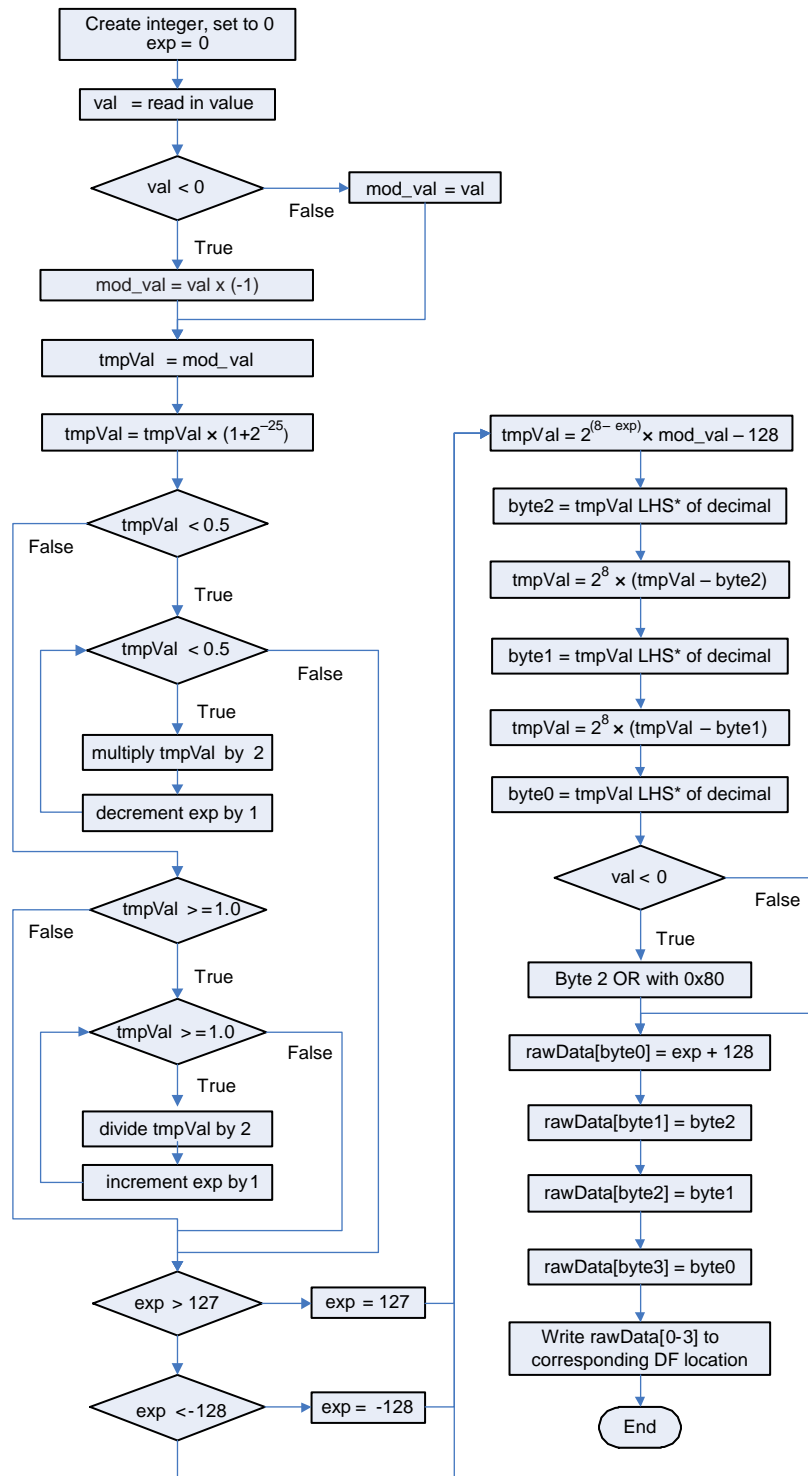 Create integer, set to 0
exp = 0
val = read in value
val < 0
False
mod_val = val
True
mod_val = val x (-1)
tmpVal = mod_val
tmpVal = tmpVal × (1+2⁻²⁵)
tmpVal < 0.5
False
True
tmpVal < 0.5
False
True
multiply tmpVal by 2
decrement exp by 1
tmpVal >=1.0
False
True
tmpVal >=1.0
False
True
divide tmpVal by 2
increment exp by 1
exp > 127
exp = 127
exp <-128
exp = -128
tmpVal = 2⁽⁸⁻ ᵉˣᵖ⁾ × mod_val – 128
byte2 = tmpVal LHS* of decimal
tmpVal = 2⁸ × (tmpVal – byte2)
byte1 = tmpVal LHS* of decimal
tmpVal = 2⁸ × (tmpVal – byte1)
byte0 = tmpVal LHS* of decimal
val < 0
False
True
Byte 2 OR with 0x80
rawData[byte0] = exp + 128
rawData[byte1] = byte2
rawData[byte2] = byte1
rawData[byte3] = byte0
Write rawData[0-3] to
corresponding DF location
End